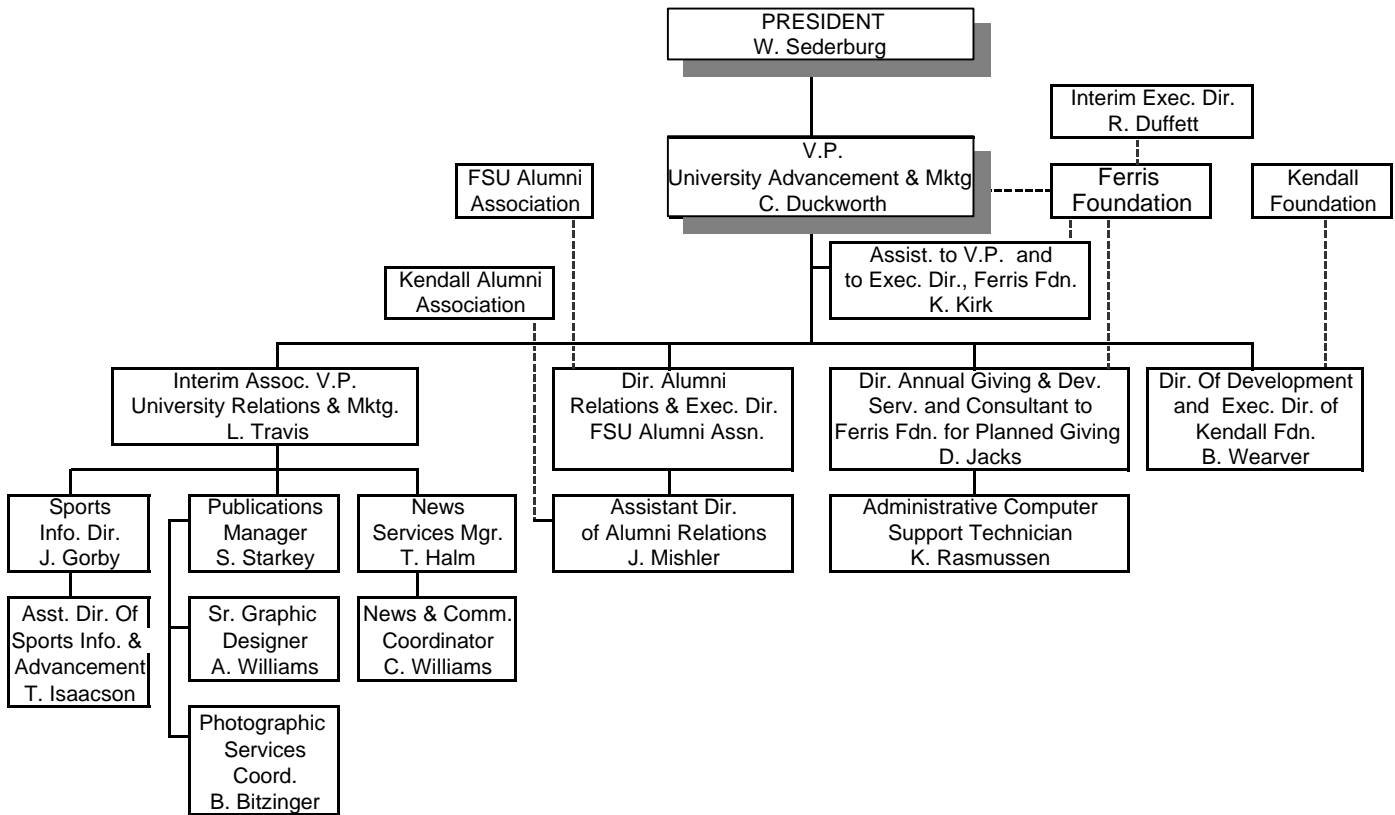 PRESIDENT
W. Sederburg
Interim Exec. Dir.
R. Duffett
V.P.
University Advancement & Mktg
C. Duckworth
FSU Alumni
Association
Ferris
Foundation
Kendall
Foundation
Assist. to V.P. and
to Exec. Dir., Ferris Fdn.
K. Kirk
Kendall Alumni
Association
Interim Assoc. V.P.
University Relations & Mktg.
L. Travis
Dir. Alumni
Relations & Exec. Dir.
FSU Alumni Assn.
Dir. Annual Giving & Dev.
Serv. and Consultant to
Ferris Fdn. for Planned Giving
D. Jacks
Dir. Of Development
and Exec. Dir. of
Kendall Fdn.
B. Wearver
Sports
Info. Dir.
J. Gorby
Publications
Manager
S. Starkey
News
Services Mgr.
T. Halm
Assistant Dir.
of Alumni Relations
J. Mishler
Administrative Computer
Support Technician
K. Rasmussen
Asst. Dir. Of
Sports Info. &
Advancement
T. Isaacson
Sr. Graphic
Designer
A. Williams
News & Comm.
Coordinator
C. Williams
Photographic
Services
Coord.
B. Bitzinger